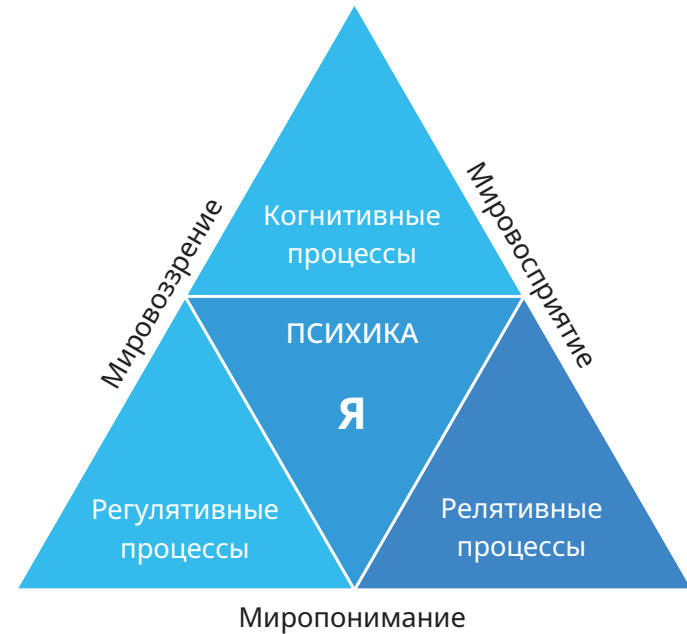 Когнитивные
процессы
Мировоззрение
Мировосприятие
ПСИХИКА
Я
Регулятивные
процессы
Релятивные
процессы
Миропонимание